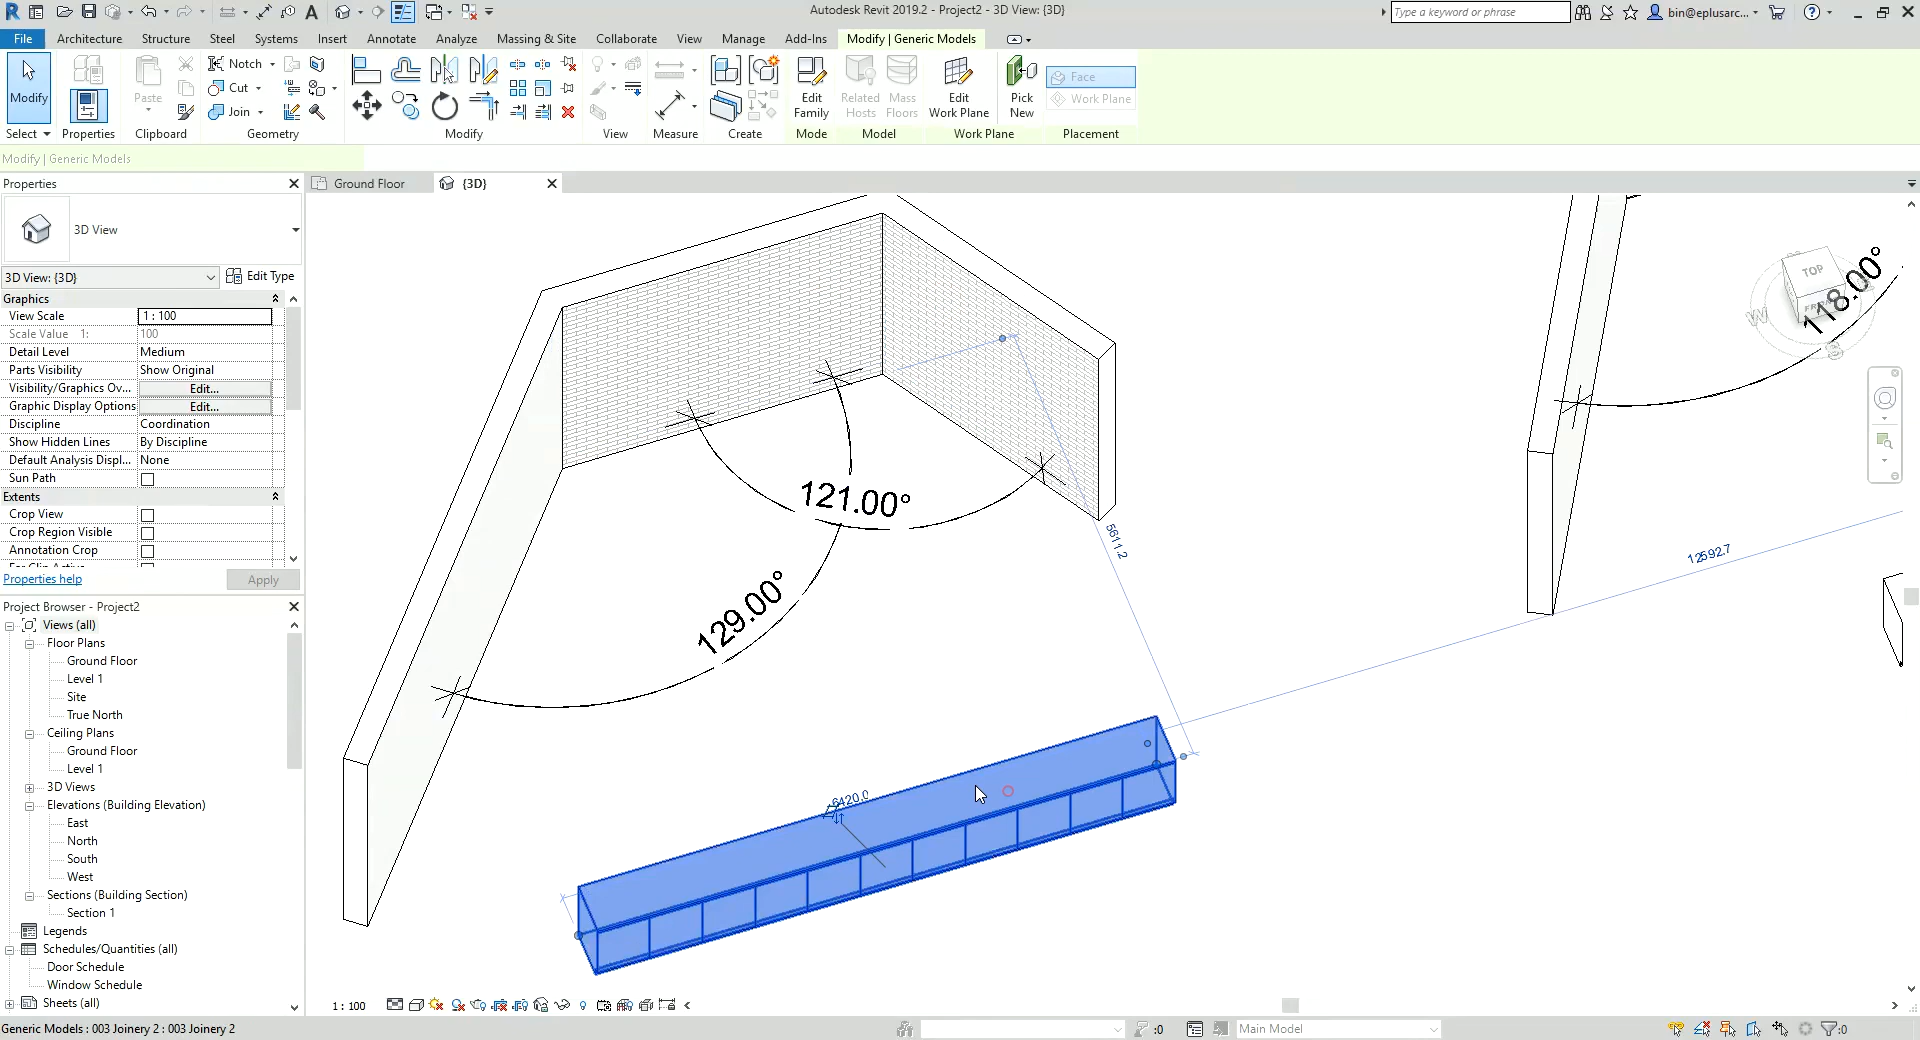 Autodesk Revit 2019.2 - Project2 - 3D View: {3D}
Type a keyword or phrase
bin@eplusarc...
File Architecture Structure Steel Systems Insert Annotate Analyze Massing & Site Collaborate View Manage Add-Ins Modify | Generic Models
Modify
Paste
Notch
Cut
Join
Edit Family
Related Hosts
Mass Floors
Edit Work Plane
Pick New
Face
Work Plane
Select Properties Clipboard Geometry Modify View Measure Create Mode Model Work Plane Placement
Modify | Generic Models
Properties
Ground Floor
{3D}
3D View
3D View: {3D}
Edit Type
Graphics
View Scale 1 : 100
Scale Value 1: 100
Detail Level Medium
Parts Visibility Show Original
Visibility/Graphics Ov... Edit...
Graphic Display Options Edit...
Discipline Coordination
Show Hidden Lines By Discipline
Default Analysis Displ... None
Sun Path
Extents
Crop View
Crop Region Visible
Annotation Crop
Properties help
Apply
Project Browser - Project2
Views (all)
Floor Plans
Ground Floor
Level 1
Site
True North
Ceiling Plans
Ground Floor
Level 1
3D Views
Elevations (Building Elevation)
East
North
South
West
Sections (Building Section)
Section 1
Legends
Schedules/Quantities (all)
Door Schedule
Window Schedule
Sheets (all)
121.00°
129.00°
118.00°
5611.2
12592.7
6420.0
TOP
W
S
1 : 100
Generic Models : 003 Joinery 2 : 003 Joinery 2
:0
Main Model
:0